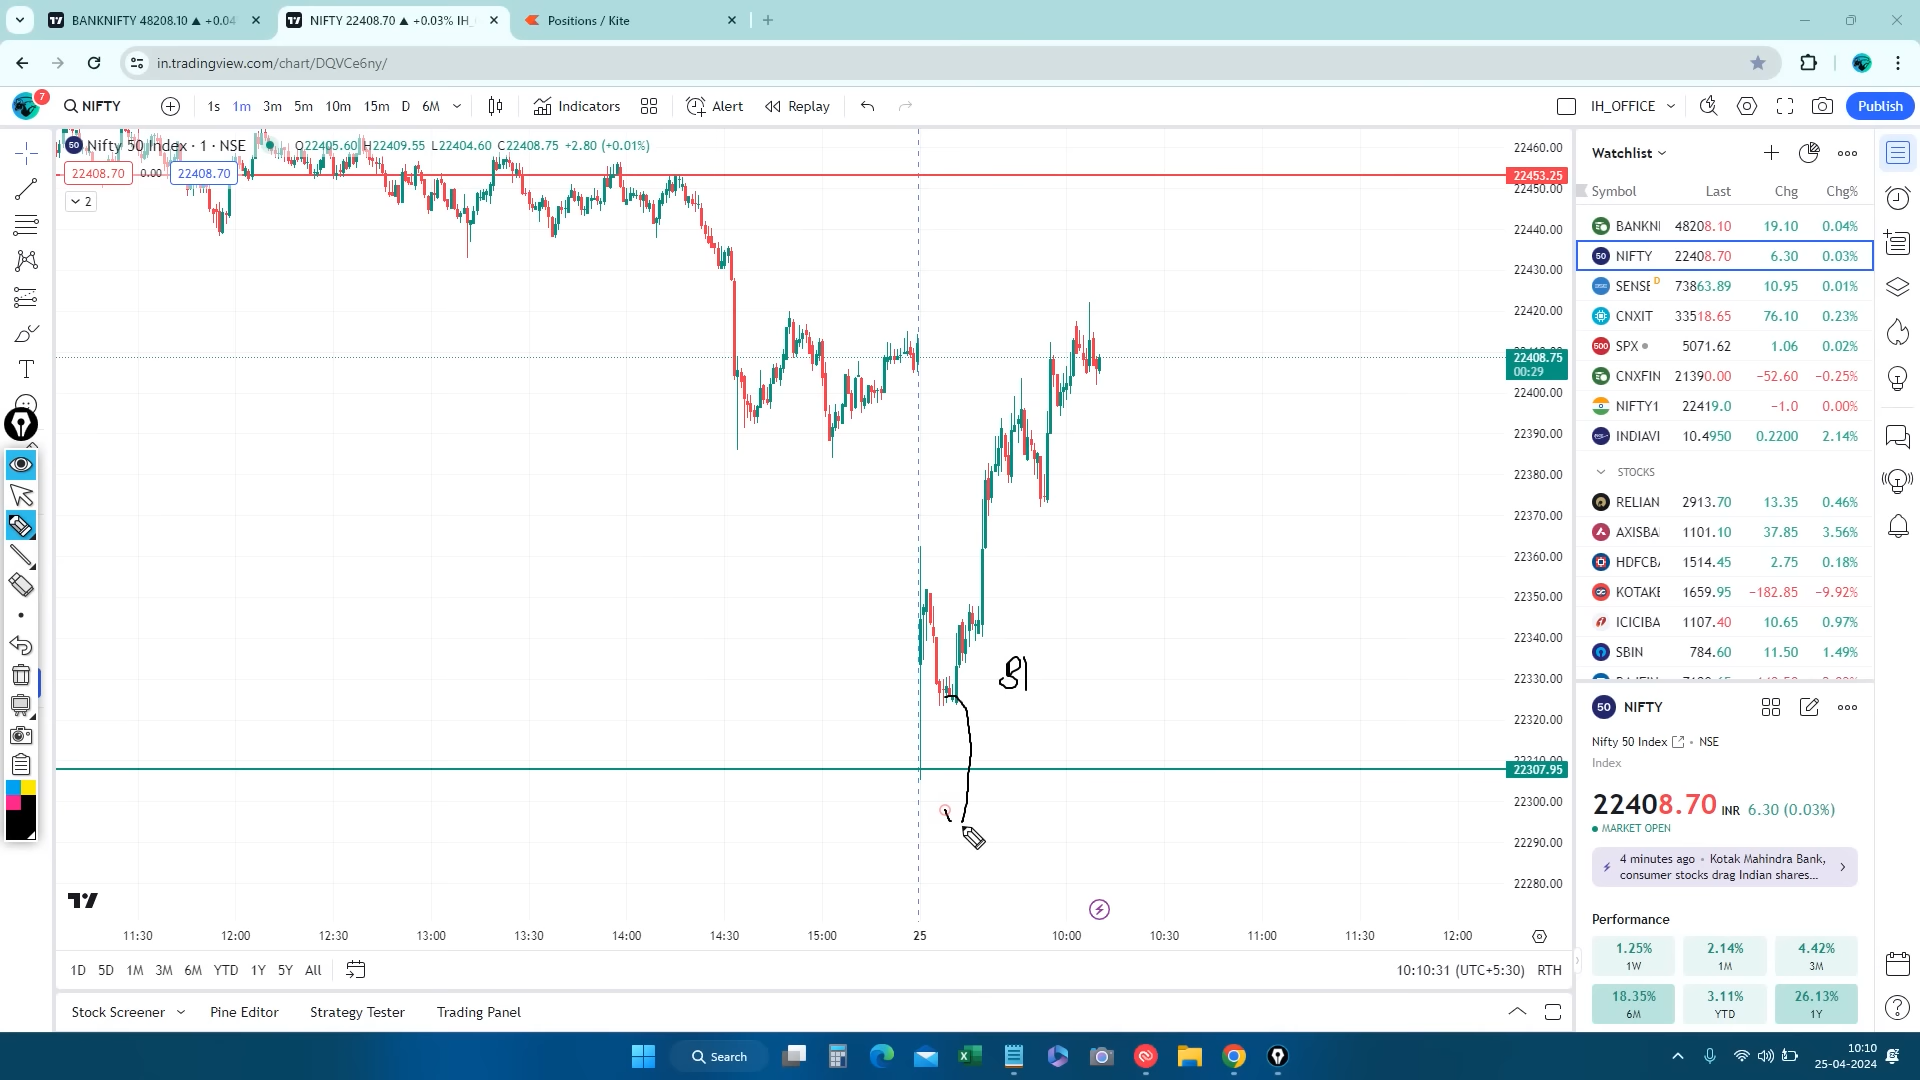 BANKNIFTY 48208.10 ▲ +0.04
NIFTY 22408.70 ▲ +0.03% IH_
Positions / Kite
in.tradingview.com/chart/DQVCe6ny/
7
NIFTY
1s 1m 3m 5m 10m 15m D 6M
Indicators
Alert
Replay
IH_OFFICE
Publish
50 Nifty 50 Index · 1 · NSE
O22405.60 H22409.55 L22404.60 C22408.75 +2.80 (+0.01%)
22408.70 0.00 22408.70
2
22460.00
22453.25
22450.00
22440.00
22430.00
22420.00
22408.75
00:29
22400.00
22390.00
22380.00
22370.00
22360.00
22350.00
22340.00
22330.00
22320.00
22307.95
22300.00
22290.00
22280.00
11:30 12:00 12:30 13:00 13:30 14:00 14:30 15:00 25 10:00 10:30 11:00 11:30 12:00
1D 5D 1M 3M 6M YTD 1Y 5Y All
10:10:31 (UTC+5:30) RTH
Stock Screener
Pine Editor
Strategy Tester
Trading Panel
Watchlist
Symbol Last Chg Chg%
BANKNI 48208.10 19.10 0.04%
50 NIFTY 22408.70 6.30 0.03%
SENSE D 73863.89 10.95 0.01%
CNXIT 33518.65 76.10 0.23%
500 SPX 5071.62 1.06 0.02%
CNXFIN 21390.00 −52.60 −0.25%
NIFTY1 22419.0 −1.0 0.00%
INDIAVI 10.4950 0.2200 2.14%
STOCKS
RELIAN 2913.70 13.35 0.46%
AXISBA 1101.10 37.85 3.56%
HDFCBA 1514.45 2.75 0.18%
KOTAKE 1659.95 −182.85 −9.92%
ICICIBA 1107.40 10.65 0.97%
SBIN 784.60 11.50 1.49%
50 NIFTY
Nifty 50 Index • NSE
Index
22408.70 INR 6.30 (0.03%)
MARKET OPEN
4 minutes ago • Kotak Mahindra Bank,
consumer stocks drag Indian shares...
Performance
1.25% 2.14% 4.42%
1W 1M 3M
18.35% 3.11% 26.13%
6M YTD 1Y
Search
10:10
25-04-2024